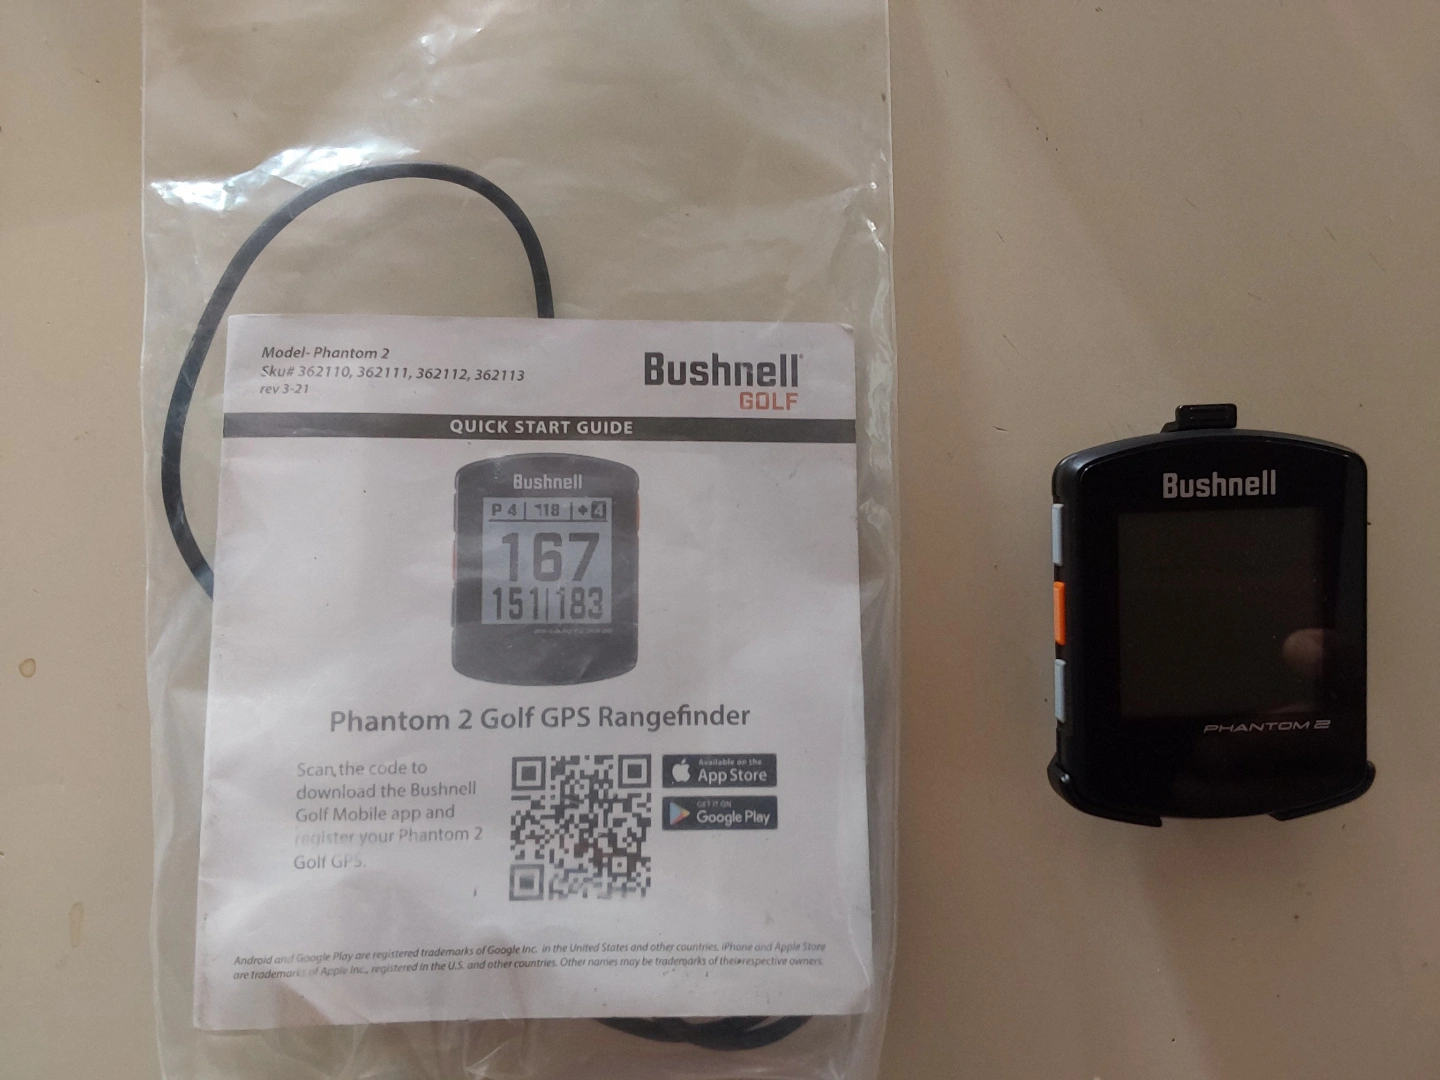 Model- Phantom 2
Sku# 362110, 362111, 362112, 362113
rev 3-21
Bushnell
GOLF
QUICK START GUIDE
Bushnell
P 4 118 4
167
151 183
Phantom 2 Golf GPS Rangefinder
Scan the code to
download the Bushnell
Golf Mobile app and
register your Phantom 2
Golf GPS.
Available on the
App Store
GET IT ON
Google Play
Android and Google Play are registered trademarks of Google Inc. in the United States and other countries. iPhone and Apple Store
are trademarks of Apple Inc., registered in the U.S. and other countries. Other names may be trademarks of their respective owners.
Bushnell
PHANTOM 2